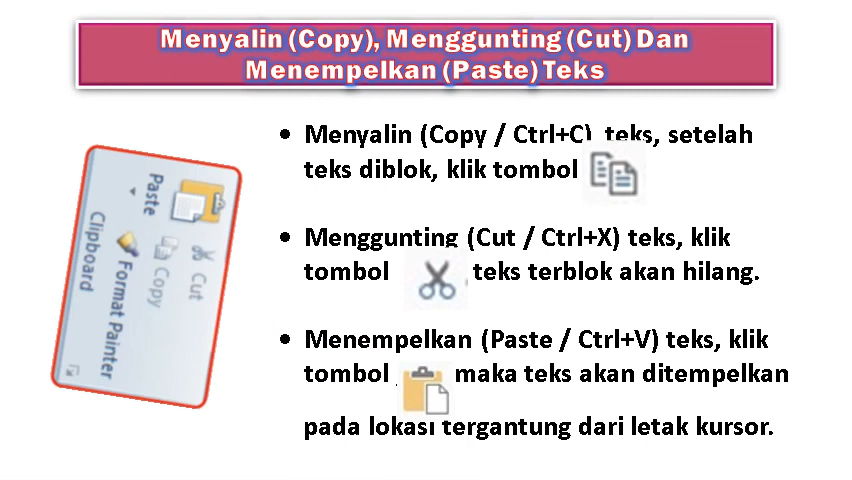 Menyalin (Copy), Menggunting (Cut) Dan
Menempelkan (Paste) Teks
• Menyalin (Copy / Ctrl+C) teks, setelah
teks diblok, klik tombol
• Menggunting (Cut / Ctrl+X) teks, klik
tombol , teks terblok akan hilang.
• Menempelkan (Paste / Ctrl+V) teks, klik
tombol , maka teks akan ditempelkan
pada lokasi tergantung dari letak kursor.
Paste
Cut
Copy
Format Painter
Clipboard